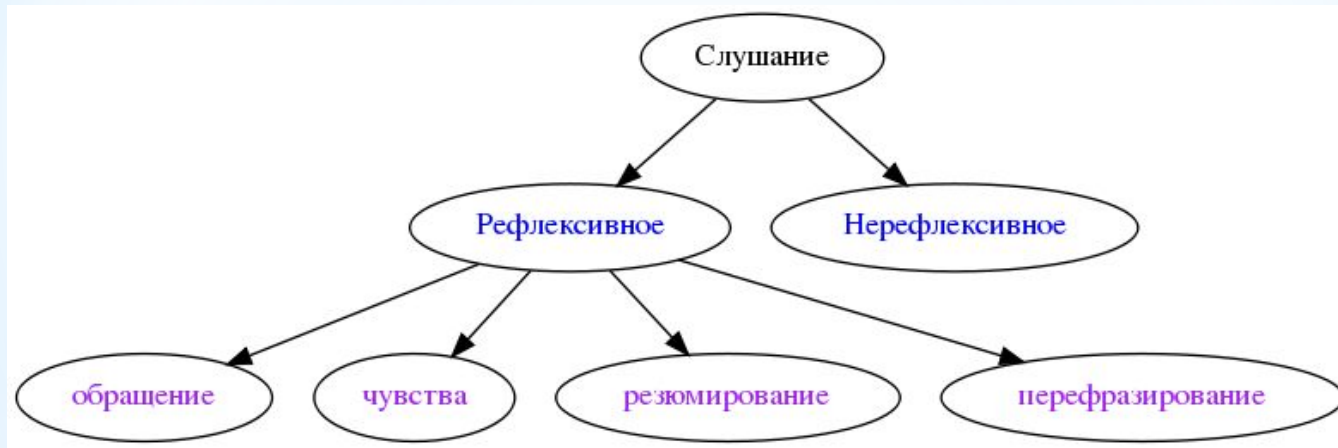 Слушание
Рефлексивное
Нерефлексивное
обращение
чувства
резюмирование
перефразирование